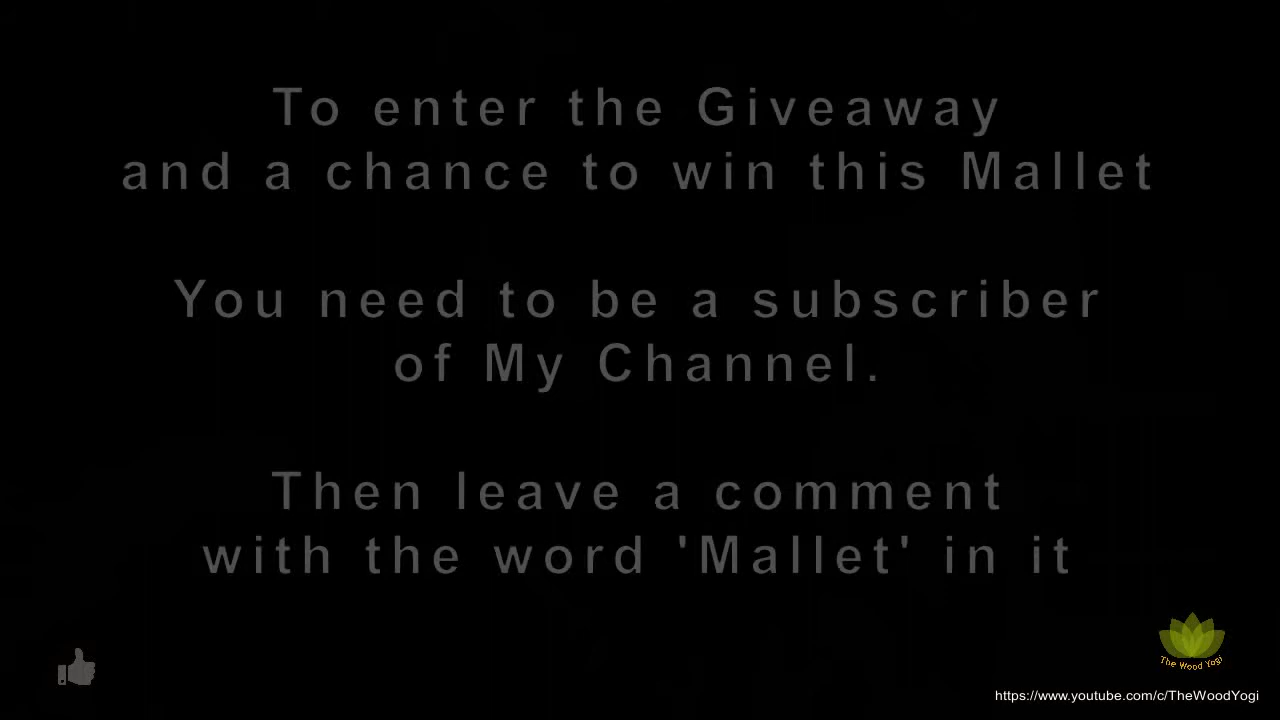 To enter the Giveaway
and a chance to win this Mallet
You need to be a subscriber
of My Channel.
Then leave a comment
with the word 'Mallet' in it
The Wood Yogi
https://www.youtube.com/c/TheWoodYogi